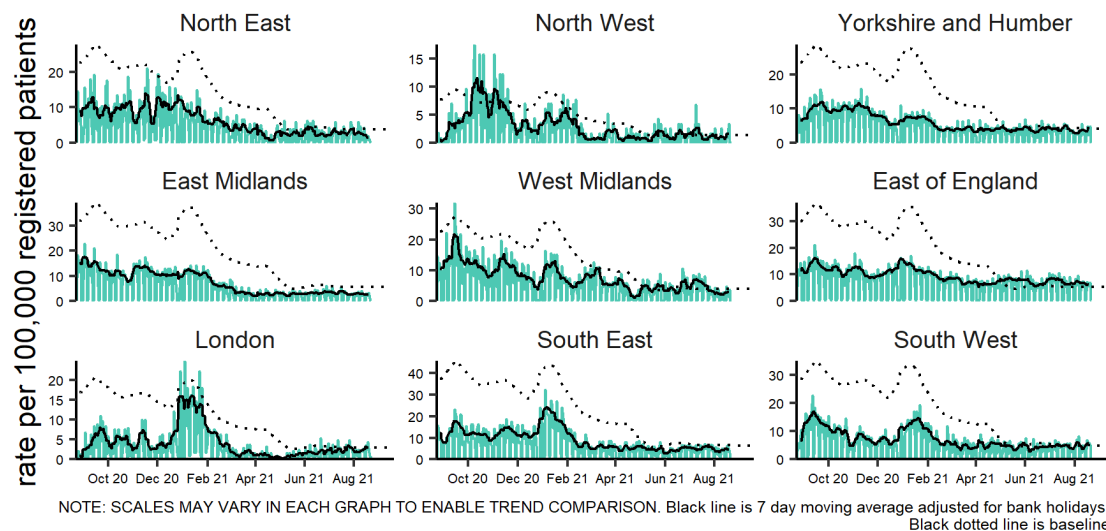 rate per 100,000 registered patients
North East
20
10
0
North West
15
10
5
0
Yorkshire and Humber
20
10
0
East Midlands
30
20
10
0
West Midlands
30
20
10
0
East of England
30
20
10
0
London
20
15
10
5
0
South East
40
30
20
10
0
South West
30
20
10
0
Oct 20 Dec 20 Feb 21 Apr 21 Jun 21 Aug 21
Oct 20 Dec 20 Feb 21 Apr 21 Jun 21 Aug 21
Oct 20 Dec 20 Feb 21 Apr 21 Jun 21 Aug 21
NOTE: SCALES MAY VARY IN EACH GRAPH TO ENABLE TREND COMPARISON. Black line is 7 day moving average adjusted for bank holidays
Black dotted line is baseline